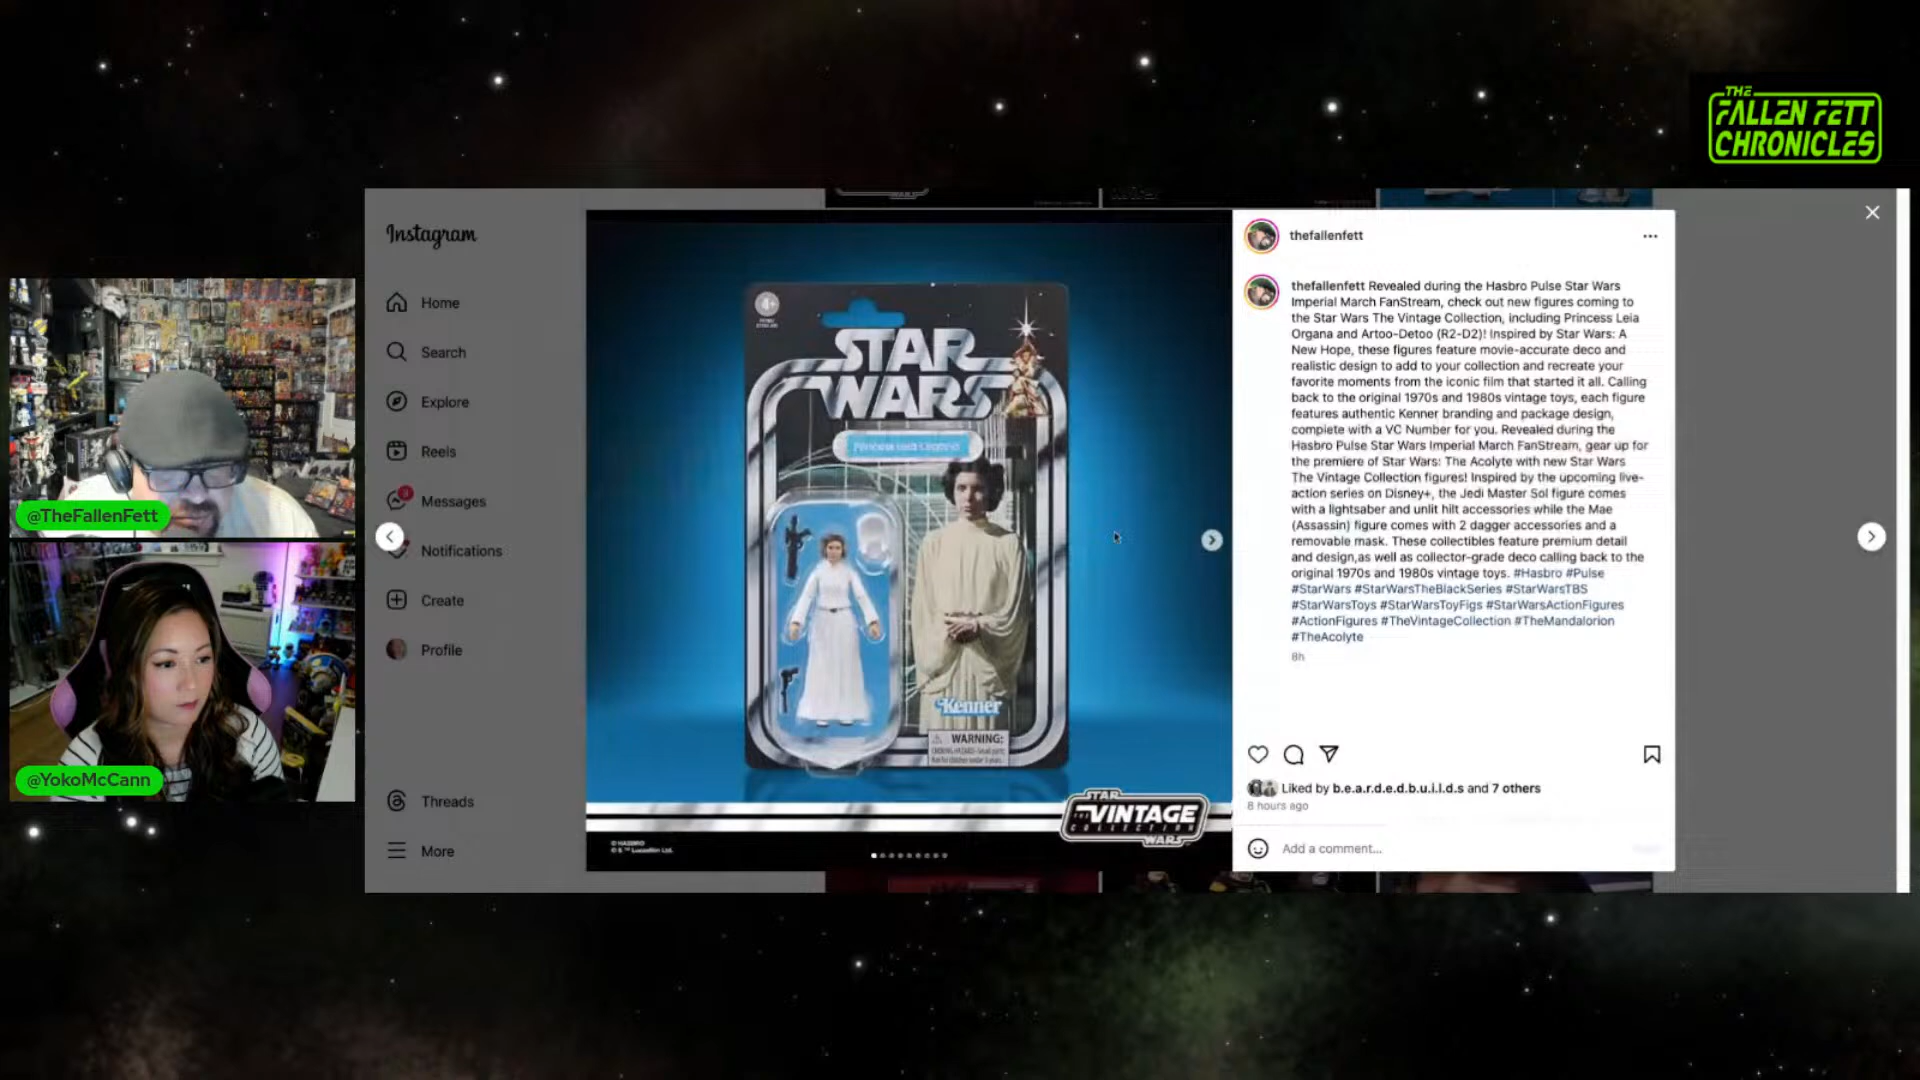 THE
FALLEN FETT
CHRONICLES
Instagram
Home
Search
Explore
Reels
3
Messages
Notifications
Create
Profile
Threads
More
@TheFallenFett
@YokoMcCann
4+
STAR
WARS
Princess Leia Organa
Kenner
WARNING:
STAR
THE VINTAGE
COLLECTION
WARS
© HASBRO
© & ™ Lucasfilm Ltd.
thefallenfett
thefallenfett Revealed during the Hasbro Pulse Star Wars
Imperial March FanStream, check out new figures coming to
the Star Wars The Vintage Collection, including Princess Leia
Organa and Artoo-Detoo (R2-D2)! Inspired by Star Wars: A
New Hope, these figures feature movie-accurate deco and
realistic design to add to your collection and recreate your
favorite moments from the iconic film that started it all. Calling
back to the original 1970s and 1980s vintage toys, each figure
features authentic Kenner branding and package design,
complete with a VC Number for you. Revealed during the
Hasbro Pulse Star Wars Imperial March FanStream, gear up for
the premiere of Star Wars: The Acolyte with new Star Wars
The Vintage Collection figures! Inspired by the upcoming live-
action series on Disney+, the Jedi Master Sol figure comes
with a lightsaber and unlit hilt accessories while the Mae
(Assassin) figure comes with 2 dagger accessories and a
removable mask. These collectibles feature premium detail
and design,as well as collector-grade deco calling back to the
original 1970s and 1980s vintage toys. #Hasbro #Pulse
#StarWars #StarWarsTheBlackSeries #StarWarsTBS
#StarWarsToys #StarWarsToyFigs #StarWarsActionFigures
#ActionFigures #TheVintageCollection #TheMandalorion
#TheAcolyte
8h
Liked by b.e.a.r.d.e.d.b.u.i.l.d.s and 7 others
8 hours ago
Add a comment...